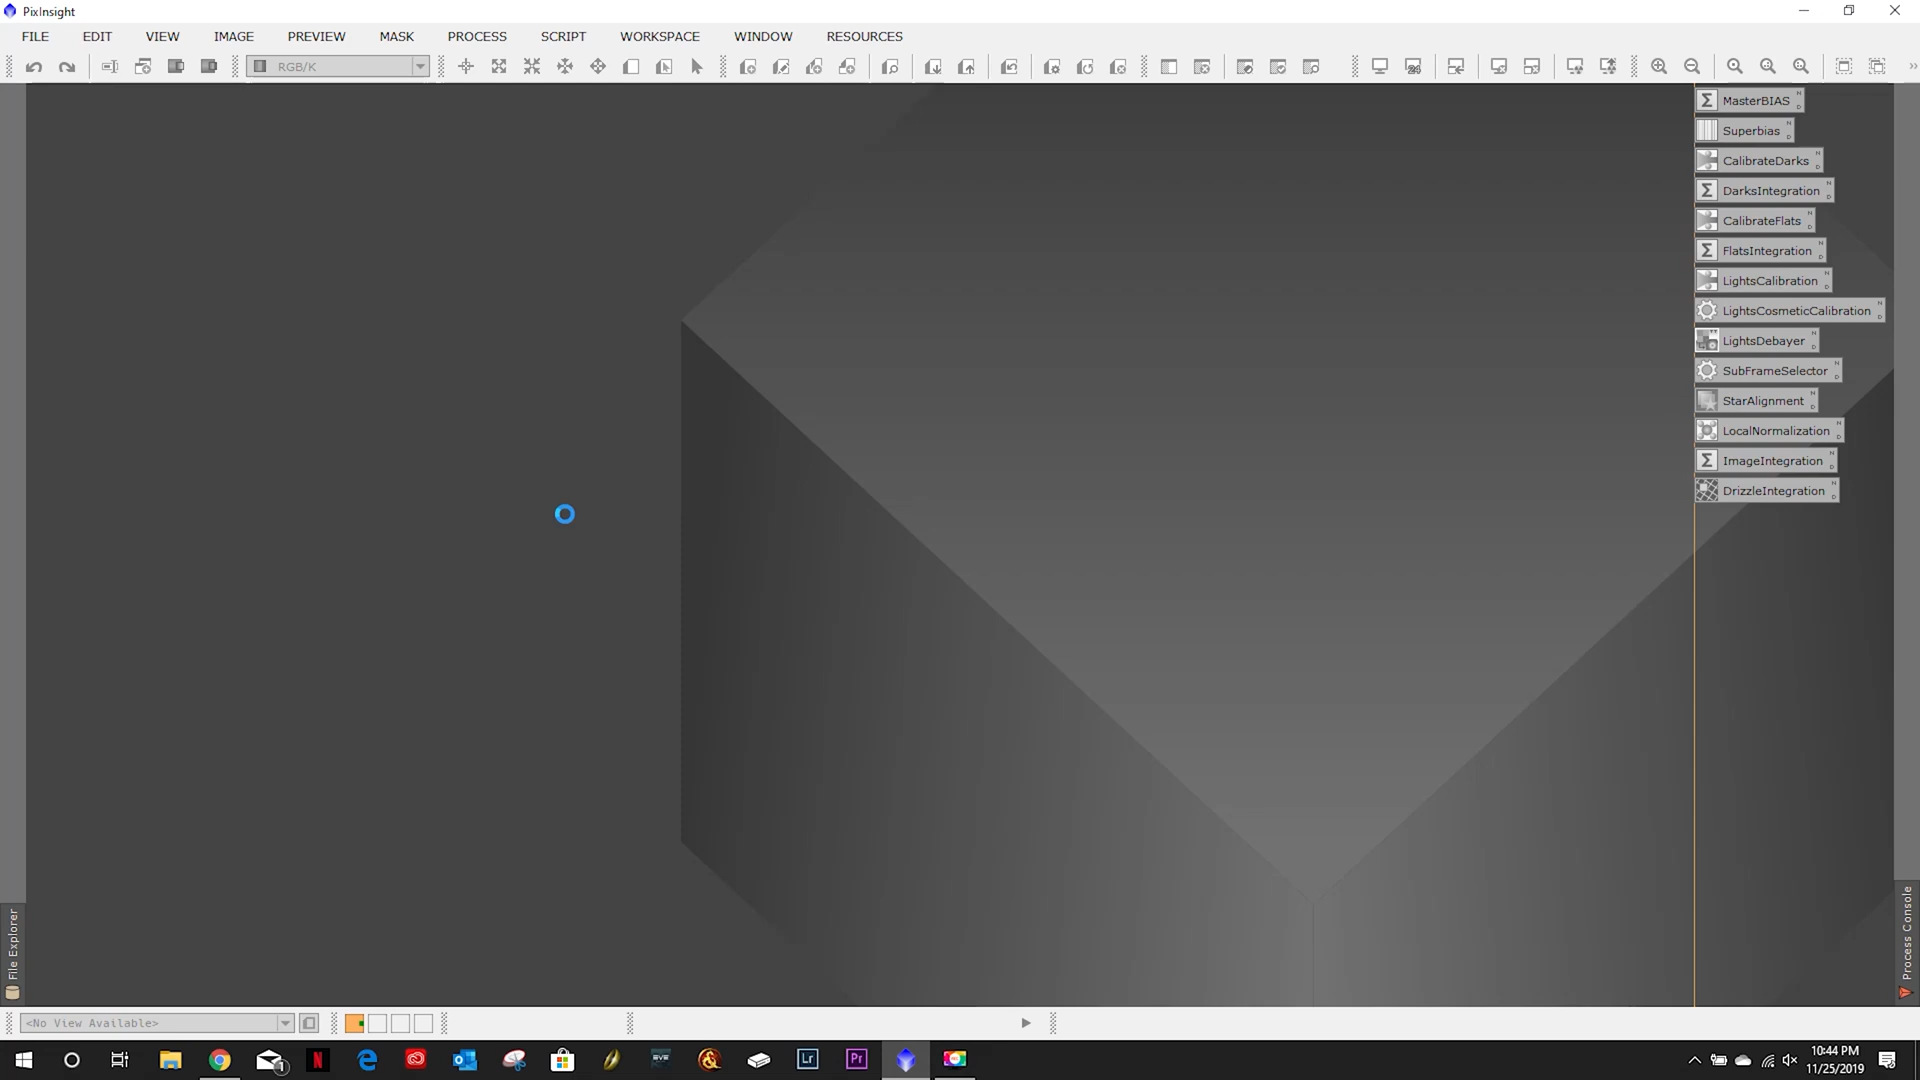 PixInsight
FILE EDIT VIEW IMAGE PREVIEW MASK PROCESS SCRIPT WORKSPACE WINDOW RESOURCES
RGB/K
MasterBIAS
Superbias
CalibrateDarks
DarksIntegration
CalibrateFlats
FlatsIntegration
LightsCalibration
LightsCosmeticCalibration
LightsDebayer
SubFrameSelector
StarAlignment
LocalNormalization
ImageIntegration
DrizzleIntegration
File Explorer
Process Console
<No View Available>
Lr
Pr
10:44 PM
11/25/2019